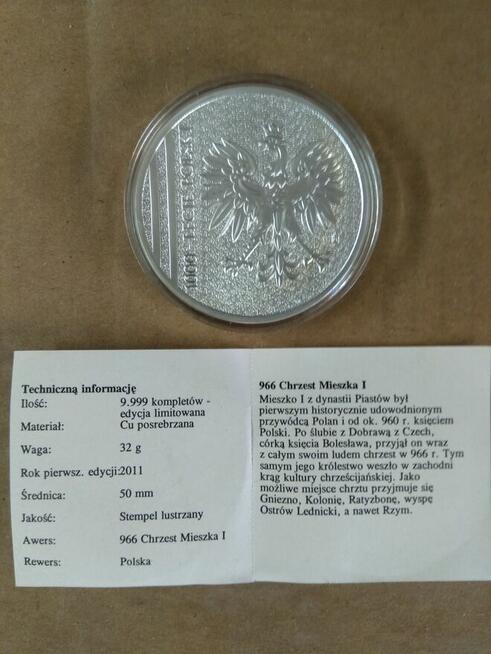 1000-LECIE POLSKI
Techniczną informację
Ilość: 9.999 kompletów -
edycja limitowana
Materiał: Cu posrebrzana
Waga: 32 g
Rok pierwsz. edycji:2011
Średnica: 50 mm
Jakość: Stempel lustrzany
Awers: 966 Chrzest Mieszka I
Rewers: Polska
966 Chrzest Mieszka I
Mieszko I z dynastii Piastów był
pierwszym historycznie udowodnionym
przywódcą Polan i od ok. 960 r. księciem
Polski. Po ślubie z Dobrawą z Czech,
córką księcia Bolesława, przyjął on wraz
z całym swoim ludem chrzest w 966 r. Tym
samym jego królestwo weszło w zachodni
krąg kultury chrześcijańskiej. Jako
możliwe miejsce chrztu przyjmuje się
Gniezno, Kolonię, Ratyzbonę, wyspę
Ostrów Lednicki, a nawet Rzym.